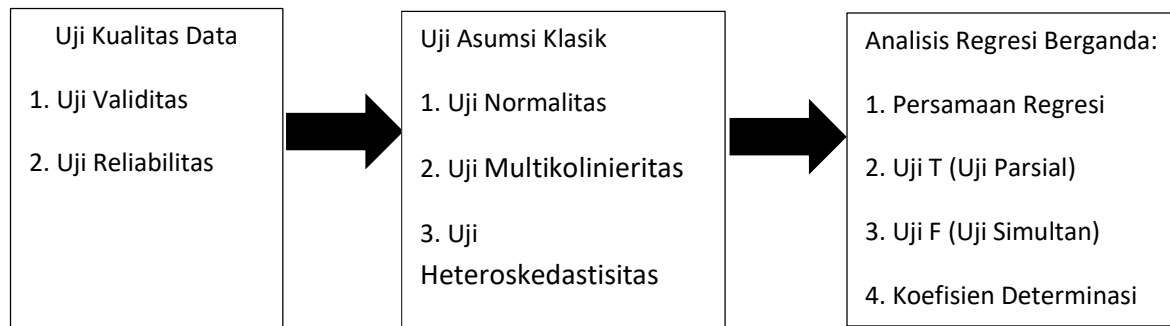 Uji Kualitas Data
1. Uji Validitas
2. Uji Reliabilitas
Uji Asumsi Klasik
1. Uji Normalitas
2. Uji Multikolinieritas
3. Uji
Heteroskedastisitas
Analisis Regresi Berganda:
1. Persamaan Regresi
2. Uji T (Uji Parsial)
3. Uji F (Uji Simultan)
4. Koefisien Determinasi